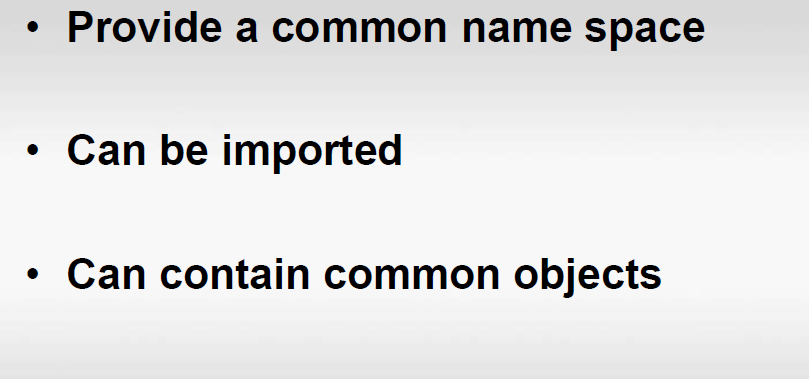 • Provide a common name space
• Can be imported
• Can contain common objects